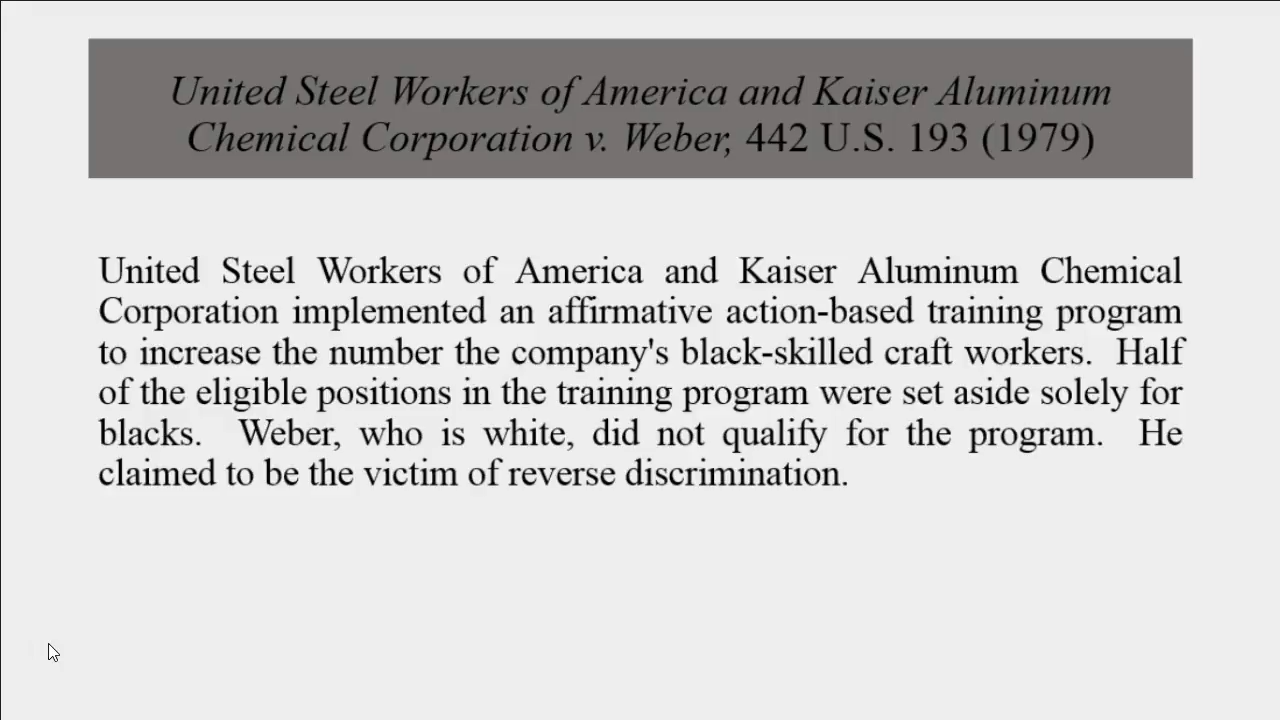 United Steel Workers of America and Kaiser Aluminum
Chemical Corporation v. Weber, 442 U.S. 193 (1979)
United Steel Workers of America and Kaiser Aluminum Chemical
Corporation implemented an affirmative action-based training program
to increase the number the company's black-skilled craft workers. Half
of the eligible positions in the training program were set aside solely for
blacks. Weber, who is white, did not qualify for the program. He
claimed to be the victim of reverse discrimination.